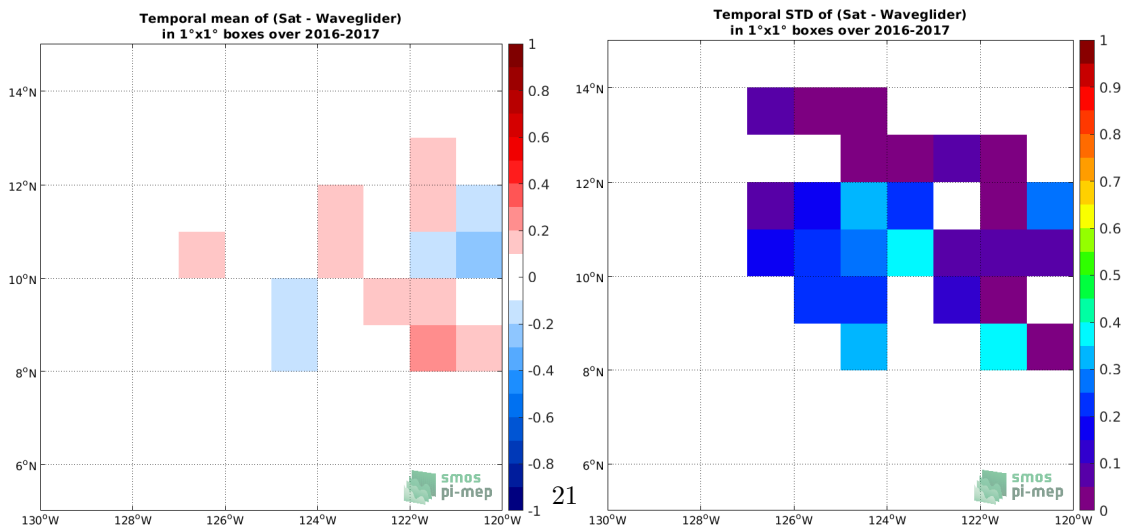 Temporal mean of (Sat - Waveglider)
in 1°x1° boxes over 2016-2017
14°N
12°N
10°N
8°N
6°N
130°W
128°W
126°W
124°W
122°W
120°W
1
0.8
0.6
0.4
0.2
0
-0.2
-0.4
-0.6
-0.8
-1
smos
pi-mep
21
Temporal STD of (Sat - Waveglider)
in 1°x1° boxes over 2016-2017
14°N
12°N
10°N
8°N
6°N
130°W
128°W
126°W
124°W
122°W
120°W
1
0.9
0.8
0.7
0.6
0.5
0.4
0.3
0.2
0.1
0
smos
pi-mep